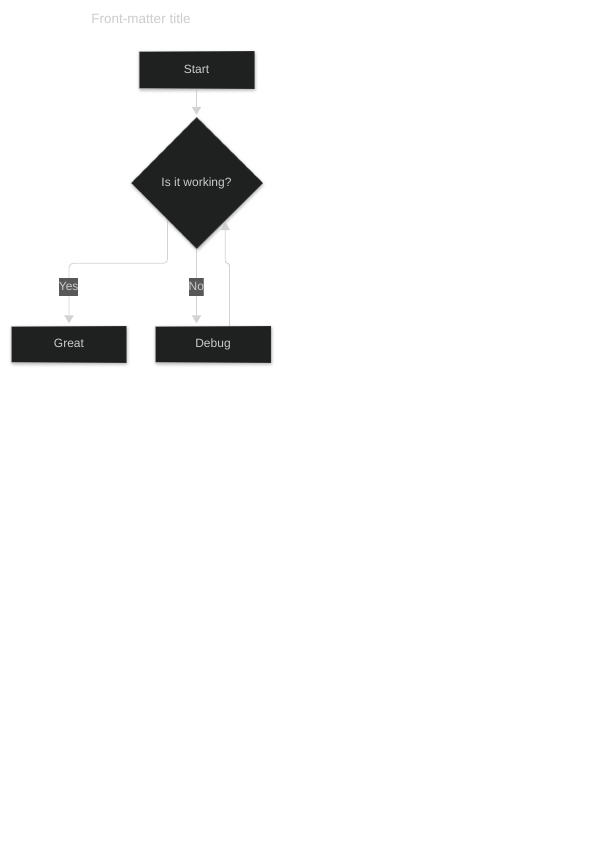 Front-matter title
Start
Is it working?
Yes
No
Great
Debug